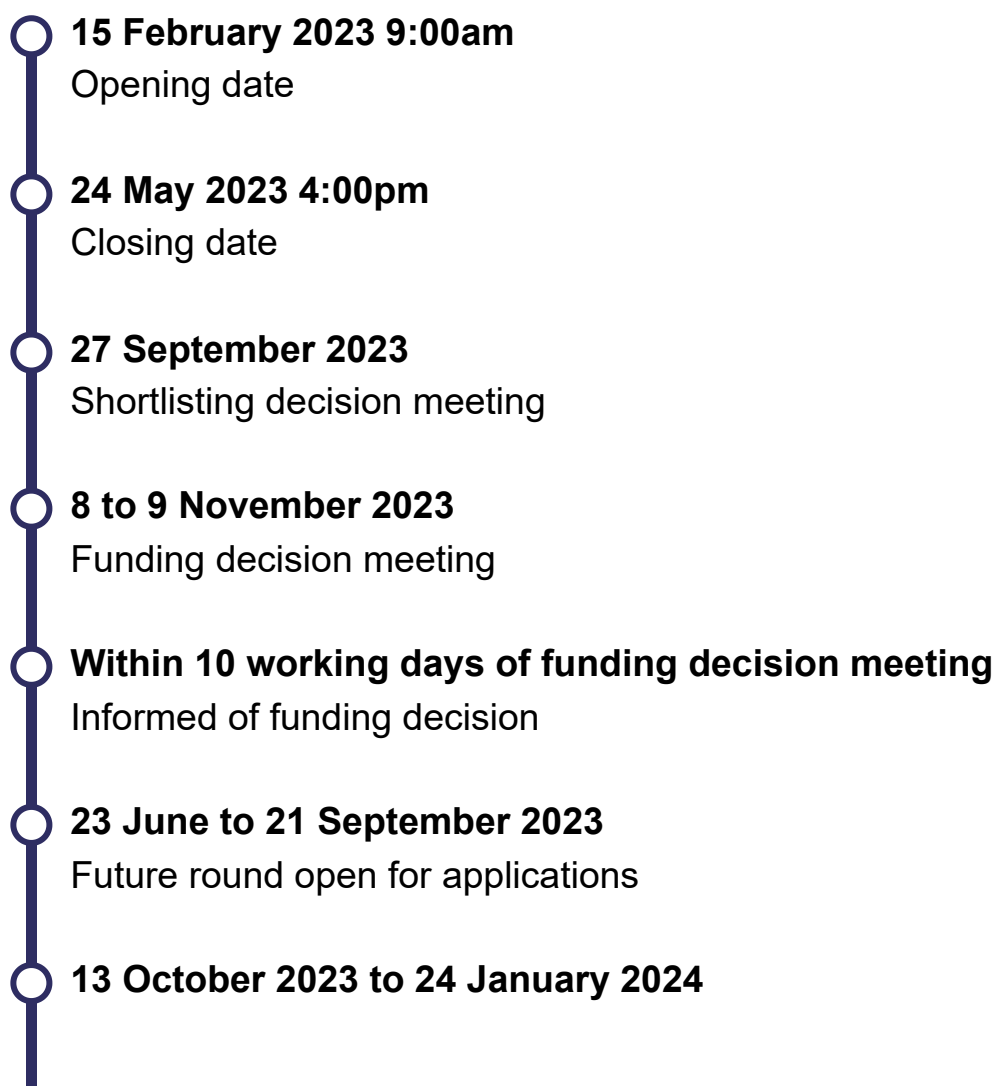 15 February 2023 9:00am
Opening date
24 May 2023 4:00pm
Closing date
27 September 2023
Shortlisting decision meeting
8 to 9 November 2023
Funding decision meeting
Within 10 working days of funding decision meeting
Informed of funding decision
23 June to 21 September 2023
Future round open for applications
13 October 2023 to 24 January 2024